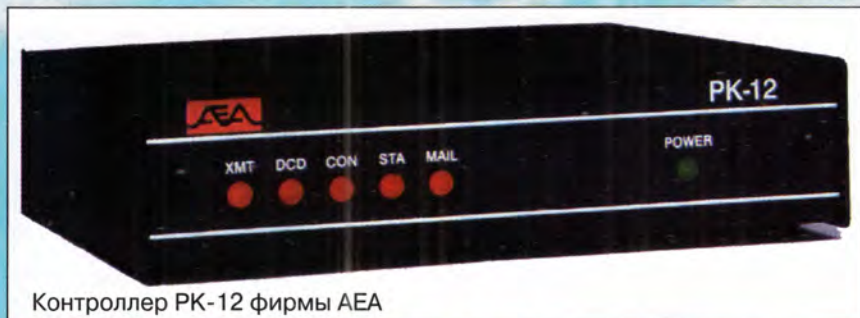 AEA
PK-12
XMT DCD CON STA MAIL
POWER
Контроллер PK-12 фирмы AEA